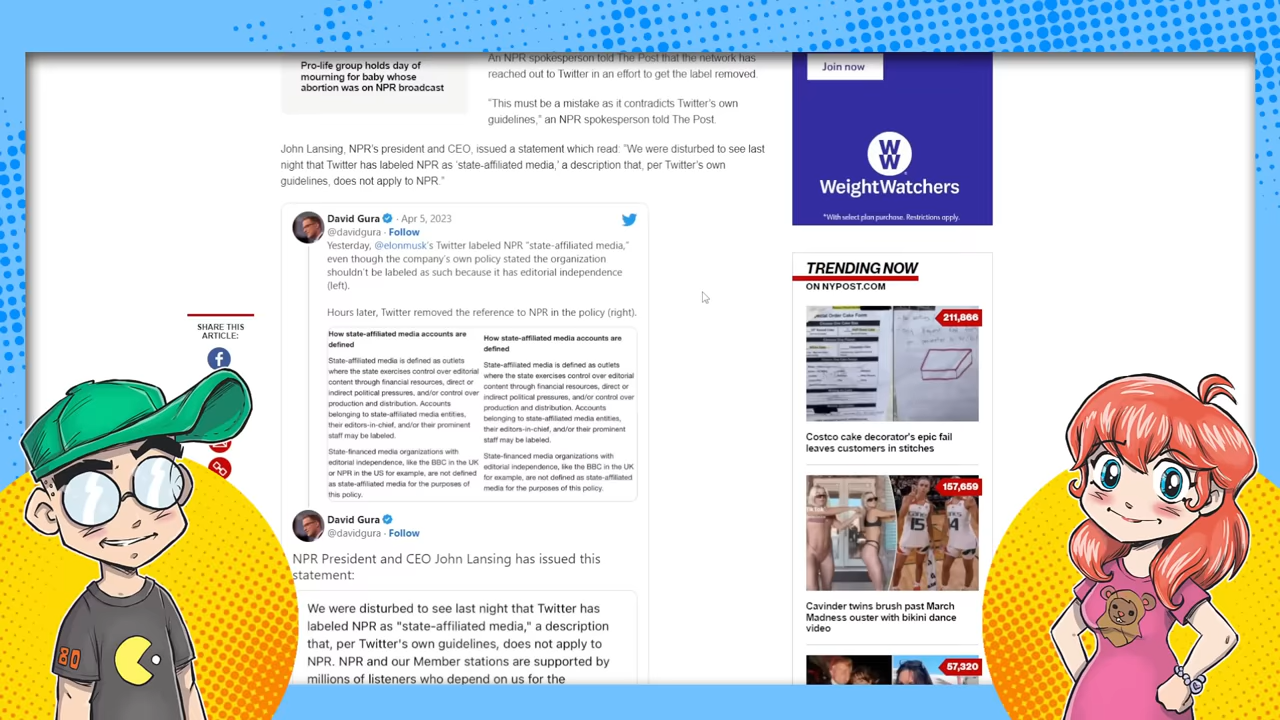 Pro-life group holds day of
mourning for baby whose
abortion was on NPR broadcast
An NPR spokesperson told The Post that the network has
reached out to Twitter in an effort to get the label removed.
"This must be a mistake as it contradicts Twitter's own
guidelines," an NPR spokesperson told The Post.
John Lansing, NPR's president and CEO, issued a statement which read: "We were disturbed to see last
night that Twitter has labeled NPR as 'state-affiliated media,' a description that, per Twitter's own
guidelines, does not apply to NPR."
David Gura · Apr 5, 2023
@davidgura · Follow
Yesterday, @elonmusk's Twitter labeled NPR "state-affiliated media,"
even though the company's own policy stated the organization
shouldn't be labeled as such because it has editorial independence
(left).
Hours later, Twitter removed the reference to NPR in the policy (right).
How state-affiliated media accounts are
defined
State-affiliated media is defined as outlets
where the state exercises control over editorial
content through financial resources, direct or
indirect political pressures, and/or control over
production and distribution. Accounts
belonging to state-affiliated media entities,
their editors-in-chief, and/or their prominent
staff may be labeled.
State-financed media organizations with
editorial independence, like the BBC in the UK
or NPR in the US for example, are not defined
as state-affiliated media for the purposes of
this policy.
How state-affiliated media accounts are
defined
State-affiliated media is defined as outlets
where the state exercises control over editorial
content through financial resources, direct or
indirect political pressures, and/or control over
production and distribution. Accounts
belonging to state-affiliated media entities,
their editors-in-chief, and/or their prominent
staff may be labeled.
State-financed media organizations with
editorial independence, like the BBC in the UK
for example, are not defined as state-affiliated
media for the purposes of this policy.
David Gura
@davidgura · Follow
NPR President and CEO John Lansing has issued this
statement:
We were disturbed to see last night that Twitter has
labeled NPR as "state-affiliated media," a description
that, per Twitter's own guidelines, does not apply to
NPR. NPR and our Member stations are supported by
millions of listeners who depend on us for the
SHARE THIS
ARTICLE:
80
Join now
W
W
WeightWatchers
*With select plan purchase. Restrictions apply.
TRENDING NOW
ON NYPOST.COM
211,866
Costco cake decorator's epic fail
leaves customers in stitches
157,659
15
Cavinder twins brush past March
Madness ouster with bikini dance
video
57,320